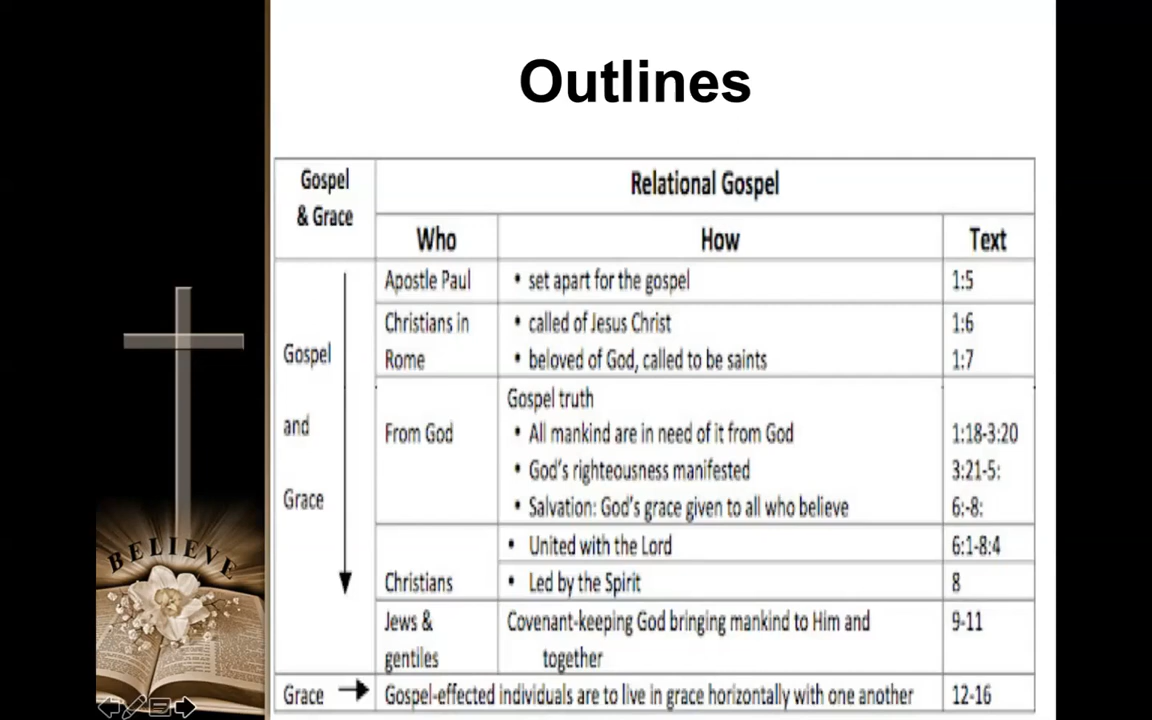 Outlines
Gospel
& Grace
Relational Gospel
Who
How
Text
Apostle Paul
• set apart for the gospel
1:5
Christians in
• called of Jesus Christ
1:6
Rome
• beloved of God, called to be saints
1:7
Gospel
and
Grace
Gospel truth
From God
• All mankind are in need of it from God
1:18-3:20
• God's righteousness manifested
3:21-5:
• Salvation: God's grace given to all who believe
6:-8:
• United with the Lord
6:1-8:4
Christians
• Led by the Spirit
8
Jews &
gentiles
Covenant-keeping God bringing mankind to Him and
together
9-11
Grace
Gospel-effected individuals are to live in grace horizontally with one another
12-16
BELIEVE